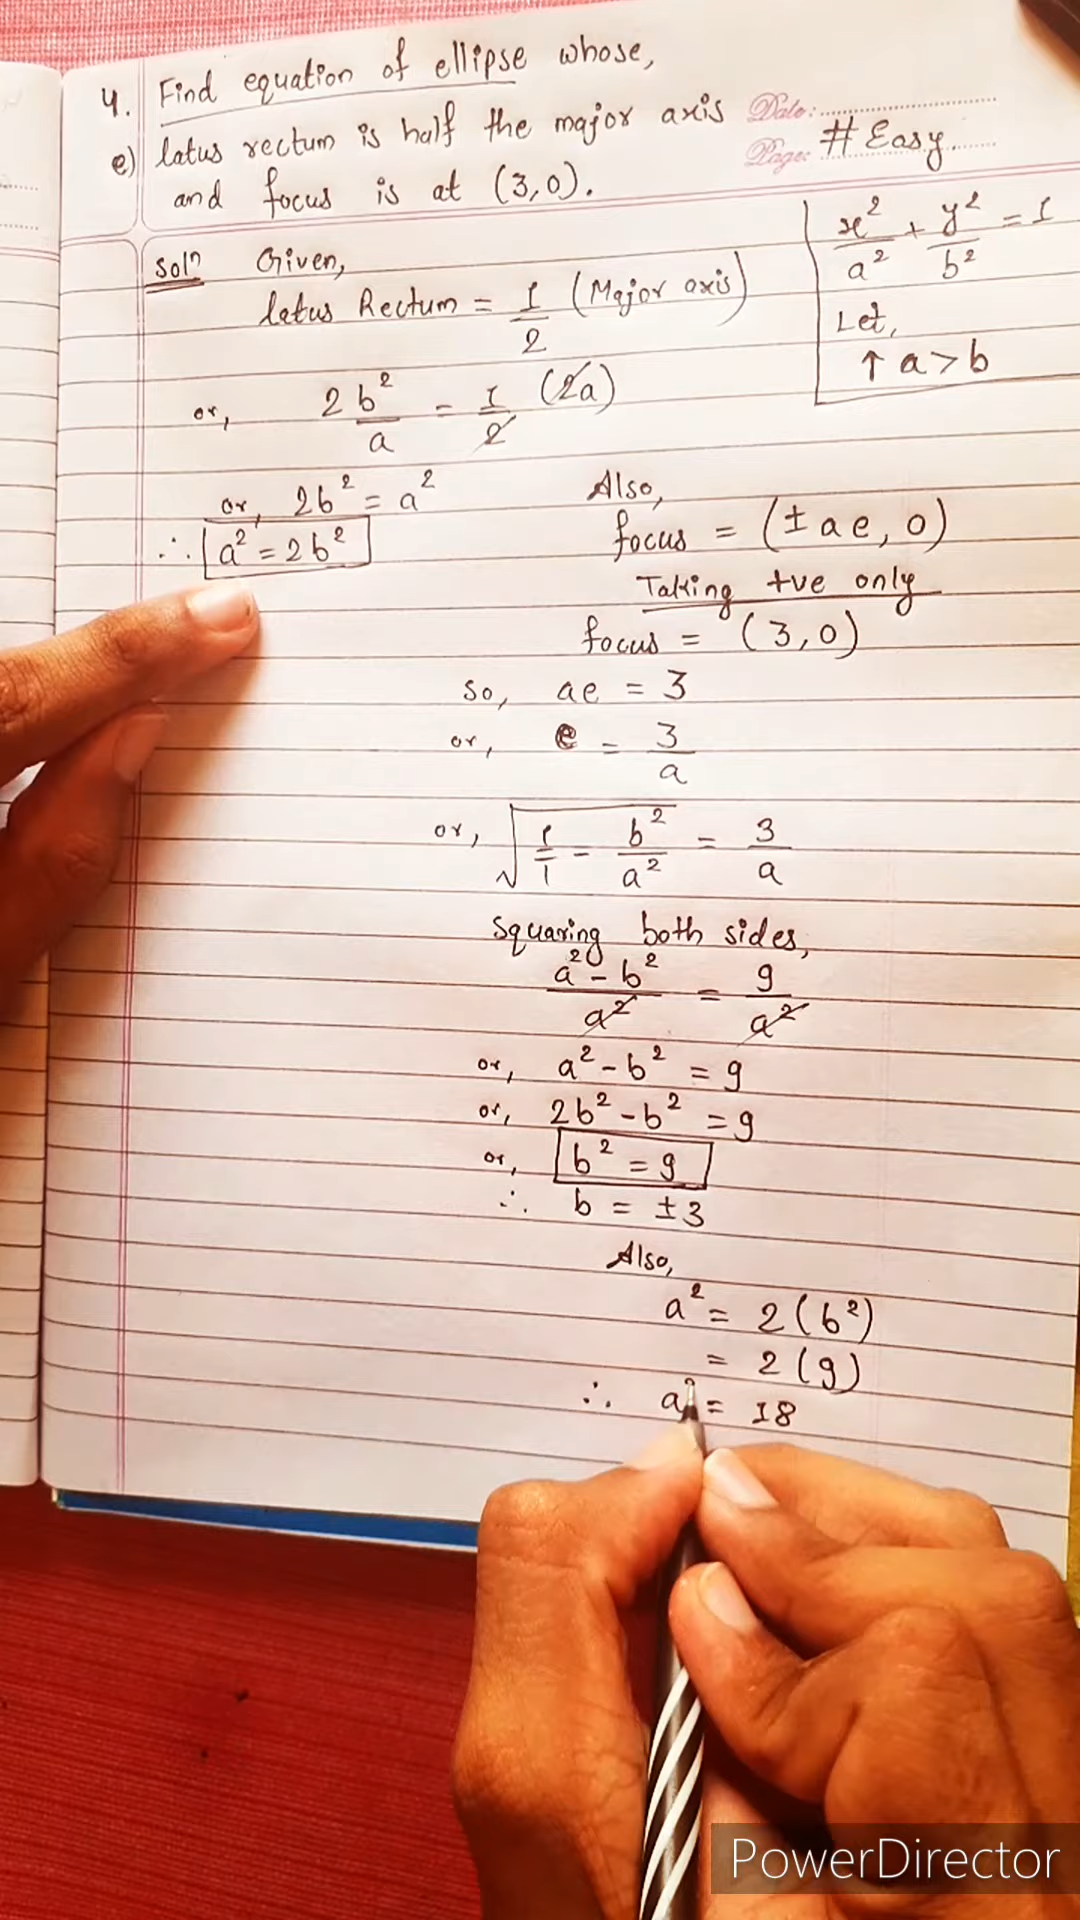 4. Find equation of ellipse whose,
e) latus rectum is half the major axis
and focus is at (3,0).
Date:
Page: # Easy
x²/a² + y²/b² = 1
Let,
↑ a > b
Solⁿ Given,
latus Rectum = 1/2 (Major axis)
or, 2b²/a = 1/2 (2a)
or, 2b² = a²
∴ a² = 2b²
Also,
focus = (± ae, 0)
Taking +ve only
focus = (3,0)
so, ae = 3
or, e = 3/a
or, √(1/1 - b²/a²) = 3/a
Squaring both sides,
a² - b²/a² = 9/a²
or, a² - b² = 9
or, 2b² - b² = 9
or, b² = 9
∴ b = ±3
Also,
a² = 2(b²)
= 2(9)
∴ a² = 18
PowerDirector